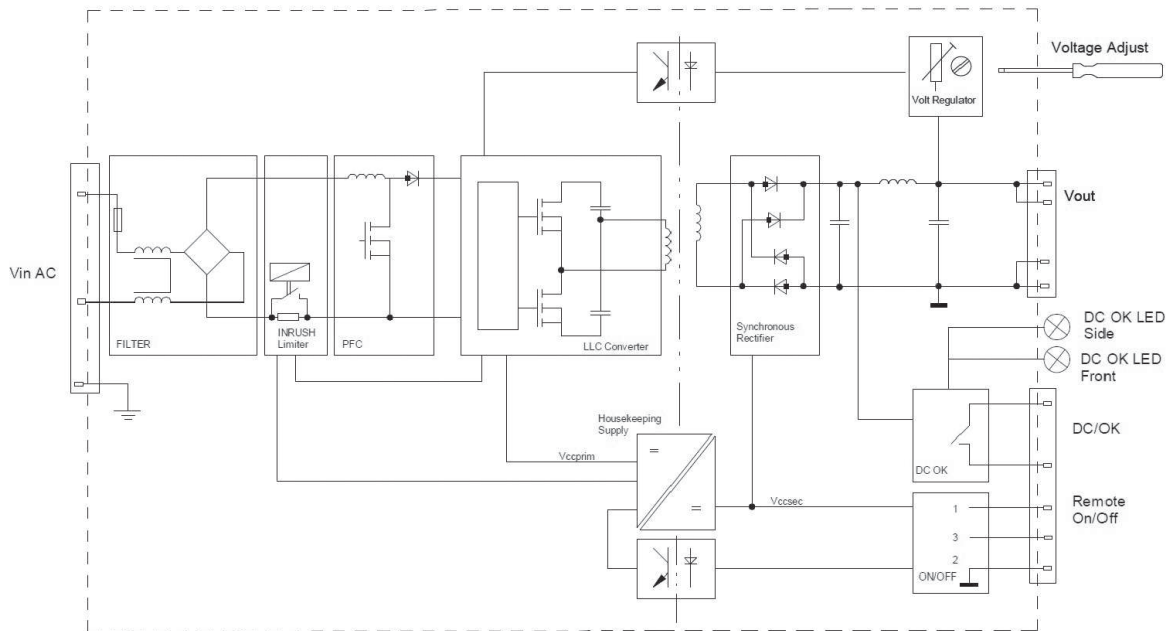 Voltage Adjust
Volt Regulator
Vin AC
FILTER
INRUSH
Limiter
PFC
LLC Converter
Synchronous
Rectifier
Vout
DC OK LED
Side
DC OK LED
Front
Housekeeping
Supply
Vccprim
Vccsec
DC OK
DC/OK
Remote
On/Off
1
3
2
ON/OFF